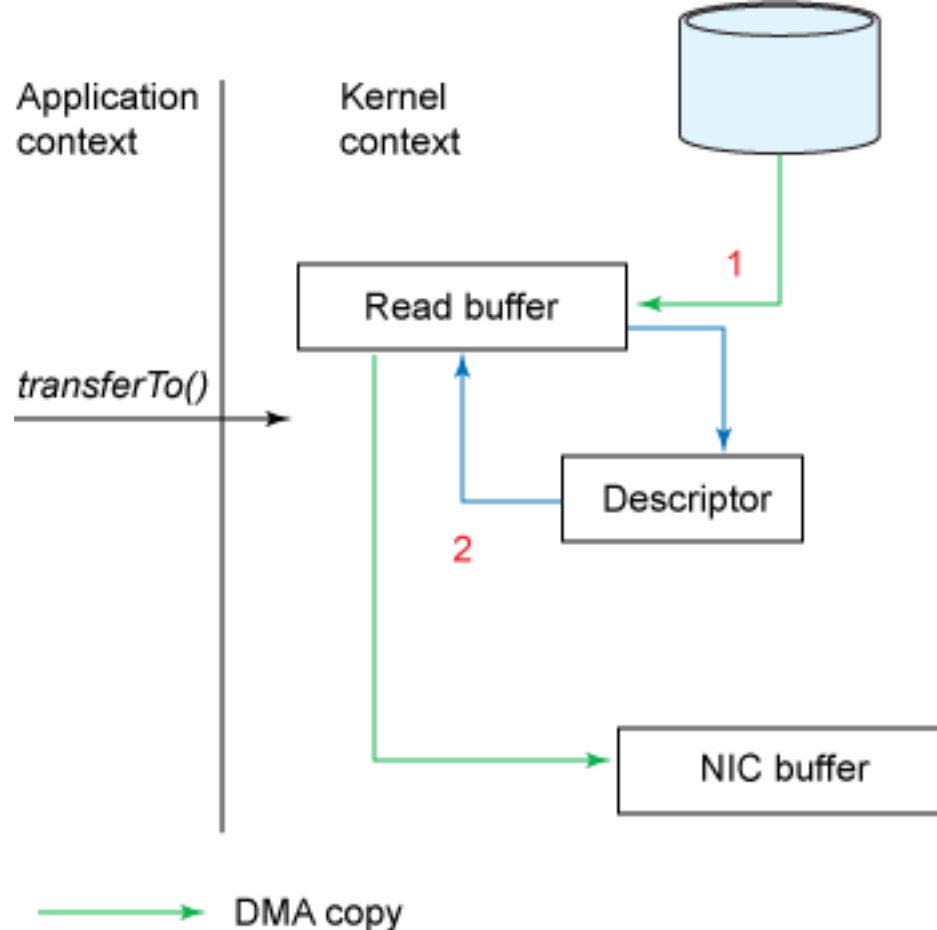 Application
context
Kernel
context
1
Read buffer
transferTo()
Descriptor
2
NIC buffer
DMA copy